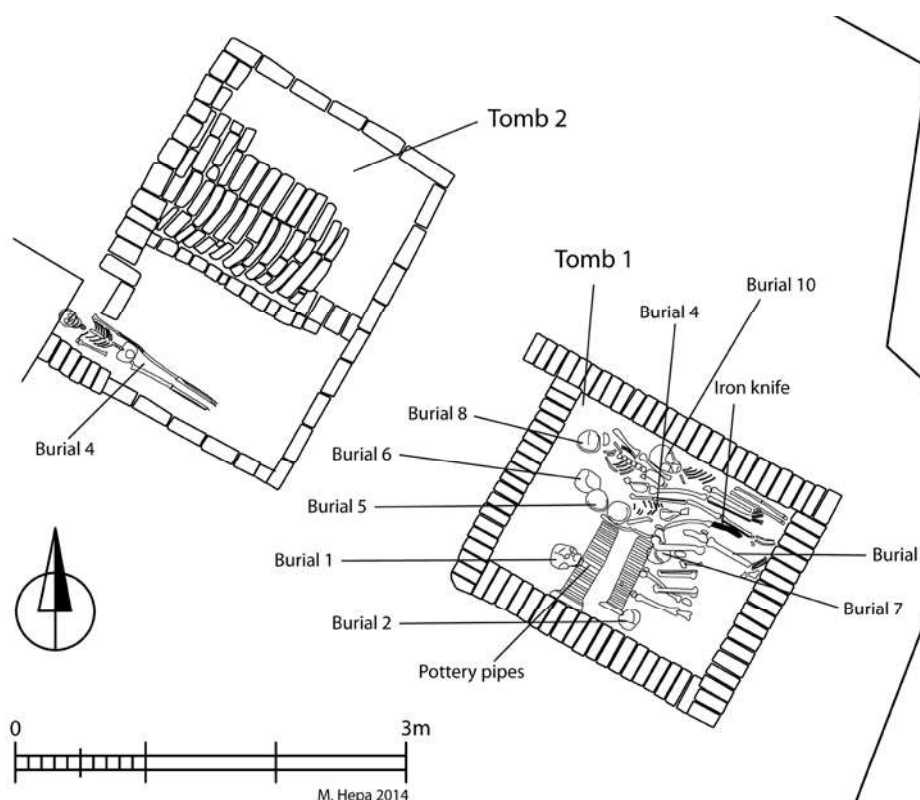 Tomb 2
Tomb 1
Burial 10
Burial 4
Iron knife
Burial 8
Burial 4
Burial 6
Burial 5
Burial 1
Burial
Burial 7
Burial 2
Pottery pipes
0
3m
M. Hepa 2014